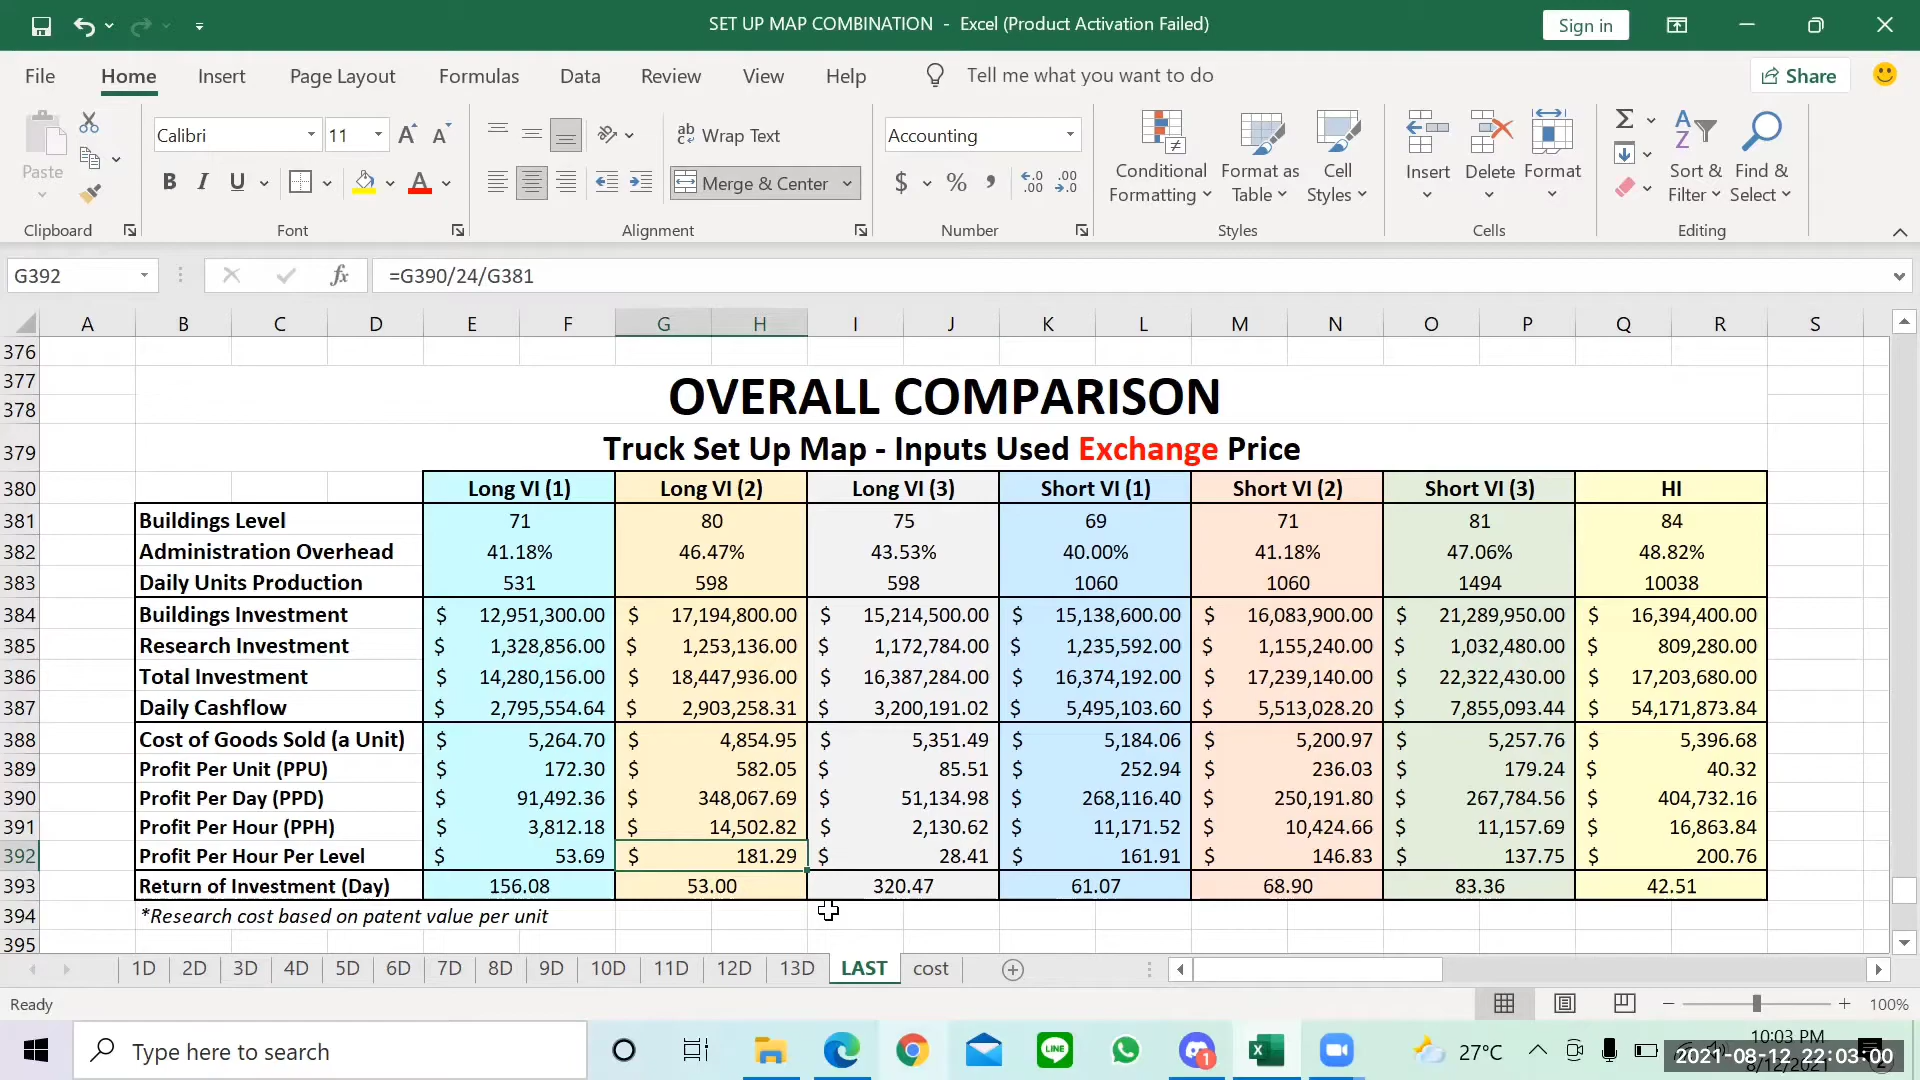 SET UP MAP COMBINATION - Excel (Product Activation Failed)
Sign in
File Home Insert Page Layout Formulas Data Review View Help Tell me what you want to do Share
Paste
Calibri 11
B I U
Wrap Text
Merge & Center
Accounting
$ % ,
Conditional Formatting
Format as Table
Cell Styles
Insert Delete Format
Sort & Filter
Find & Select
Clipboard Font Alignment Number Styles Cells Editing
G392 fx =G390/24/G381
A B C D E F G H I J K L M N O P Q R S
376
377 OVERALL COMPARISON
378
379 Truck Set Up Map - Inputs Used Exchange Price
380 Long VI (1) Long VI (2) Long VI (3) Short VI (1) Short VI (2) Short VI (3) HI
381 Buildings Level 71 80 75 69 71 81 84
382 Administration Overhead 41.18% 46.47% 43.53% 40.00% 41.18% 47.06% 48.82%
383 Daily Units Production 531 598 598 1060 1060 1494 10038
384 Buildings Investment $ 12,951,300.00 $ 17,194,800.00 $ 15,214,500.00 $ 15,138,600.00 $ 16,083,900.00 $ 21,289,950.00 $ 16,394,400.00
385 Research Investment $ 1,328,856.00 $ 1,253,136.00 $ 1,172,784.00 $ 1,235,592.00 $ 1,155,240.00 $ 1,032,480.00 $ 809,280.00
386 Total Investment $ 14,280,156.00 $ 18,447,936.00 $ 16,387,284.00 $ 16,374,192.00 $ 17,239,140.00 $ 22,322,430.00 $ 17,203,680.00
387 Daily Cashflow $ 2,795,554.64 $ 2,903,258.31 $ 3,200,191.02 $ 5,495,103.60 $ 5,513,028.20 $ 7,855,093.44 $ 54,171,873.84
388 Cost of Goods Sold (a Unit) $ 5,264.70 $ 4,854.95 $ 5,351.49 $ 5,184.06 $ 5,200.97 $ 5,257.76 $ 5,396.68
389 Profit Per Unit (PPU) $ 172.30 $ 582.05 $ 85.51 $ 252.94 $ 236.03 $ 179.24 $ 40.32
390 Profit Per Day (PPD) $ 91,492.36 $ 348,067.69 $ 51,134.98 $ 268,116.40 $ 250,191.80 $ 267,784.56 $ 404,732.16
391 Profit Per Hour (PPH) $ 3,812.18 $ 14,502.82 $ 2,130.62 $ 11,171.52 $ 10,424.66 $ 11,157.69 $ 16,863.84
392 Profit Per Hour Per Level $ 53.69 $ 181.29 $ 28.41 $ 161.91 $ 146.83 $ 137.75 $ 200.76
393 Return of Investment (Day) 156.08 53.00 320.47 61.07 68.90 83.36 42.51
394 *Research cost based on patent value per unit
395
1D 2D 3D 4D 5D 6D 7D 8D 9D 10D 11D 12D 13D LAST cost
Ready 100%
Type here to search
LINE
1
27°C
10:03 PM
2021-08-12 22:03:00